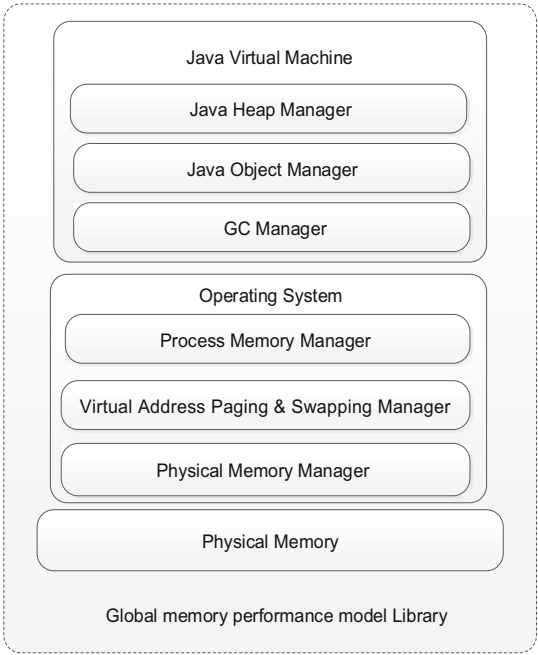 Java Virtual Machine
Java Heap Manager
Java Object Manager
GC Manager
Operating System
Process Memory Manager
Virtual Address Paging & Swapping Manager
Physical Memory Manager
Physical Memory
Global memory performance model Library